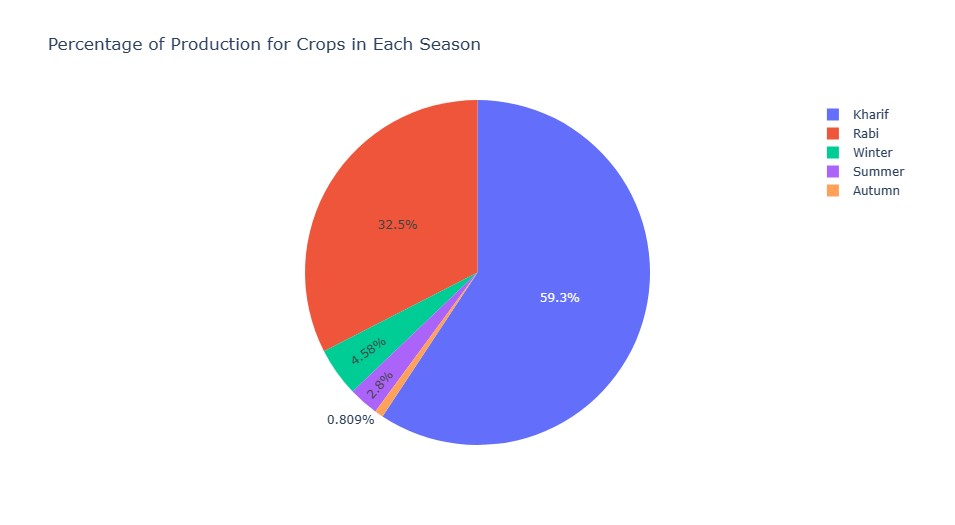 Percentage of Production for Crops in Each Season
Kharif
Rabi
Winter
Summer
Autumn
32.5%
59.3%
4.58%
2.8%
0.809%